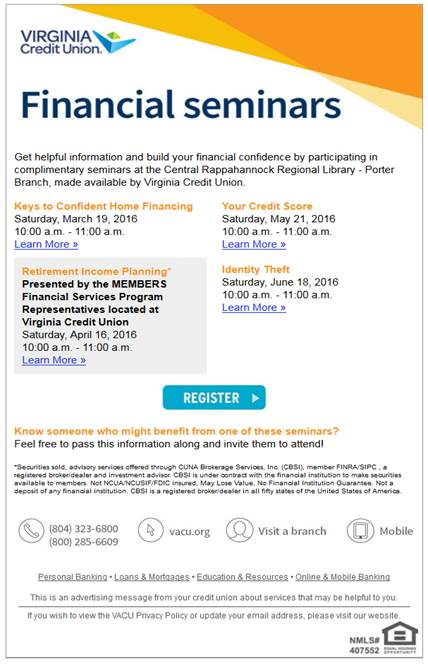 VIRGINIA
Credit Union.
Financial seminars
Get helpful information and build your financial confidence by participating in
complimentary seminars at the Central Rappahannock Regional Library - Porter
Branch, made available by Virginia Credit Union.
Keys to Confident Home Financing
Saturday, March 19, 2016
10:00 a.m. - 11:00 a.m.
Learn More »
Your Credit Score
Saturday, May 21, 2016
10:00 a.m. - 11:00 a.m.
Learn More »
Retirement Income Planning*
Presented by the MEMBERS
Financial Services Program
Representatives located at
Virginia Credit Union
Saturday, April 16, 2016
10:00 a.m. - 11:00 a.m.
Learn More »
Identity Theft
Saturday, June 18, 2016
10:00 a.m. - 11:00 a.m.
Learn More »
REGISTER
Know someone who might benefit from one of these seminars?
Feel free to pass this information along and invite them to attend!
*Securities sold, advisory services offered through CUNA Brokerage Services, Inc. (CBSI), member FINRA/SIPC , a
registered broker/dealer and investment advisor. CBSI is under contract with the financial institution to make securities
available to members. Not NCUA/NCUSIF/FDIC insured, May Lose Value, No Financial Institution Guarantee. Not a
deposit of any financial institution. CBSI is a registered broker/dealer in all fifty states of the United States of America.
(804) 323-6800
(800) 285-6609
vacu.org
Visit a branch
Mobile
Personal Banking • Loans & Mortgages • Education & Resources • Online & Mobile Banking
This is an advertising message from your credit union about services that may be helpful to you.
If you wish to view the VACU Privacy Policy or update your email address, please visit our website.
NMLS#
407552
EQUAL HOUSING
OPPORTUNITY